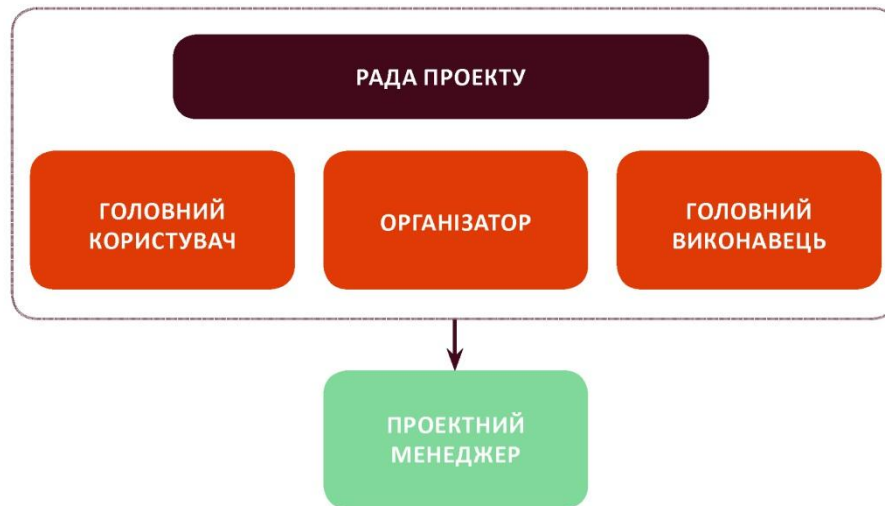 РАДА ПРОЕКТУ
ГОЛОВНИЙ
КОРИСТУВАЧ
ОРГАНІЗАТОР
ГОЛОВНИЙ
ВИКОНАВЕЦЬ
ПРОЕКТНИЙ
МЕНЕДЖЕР